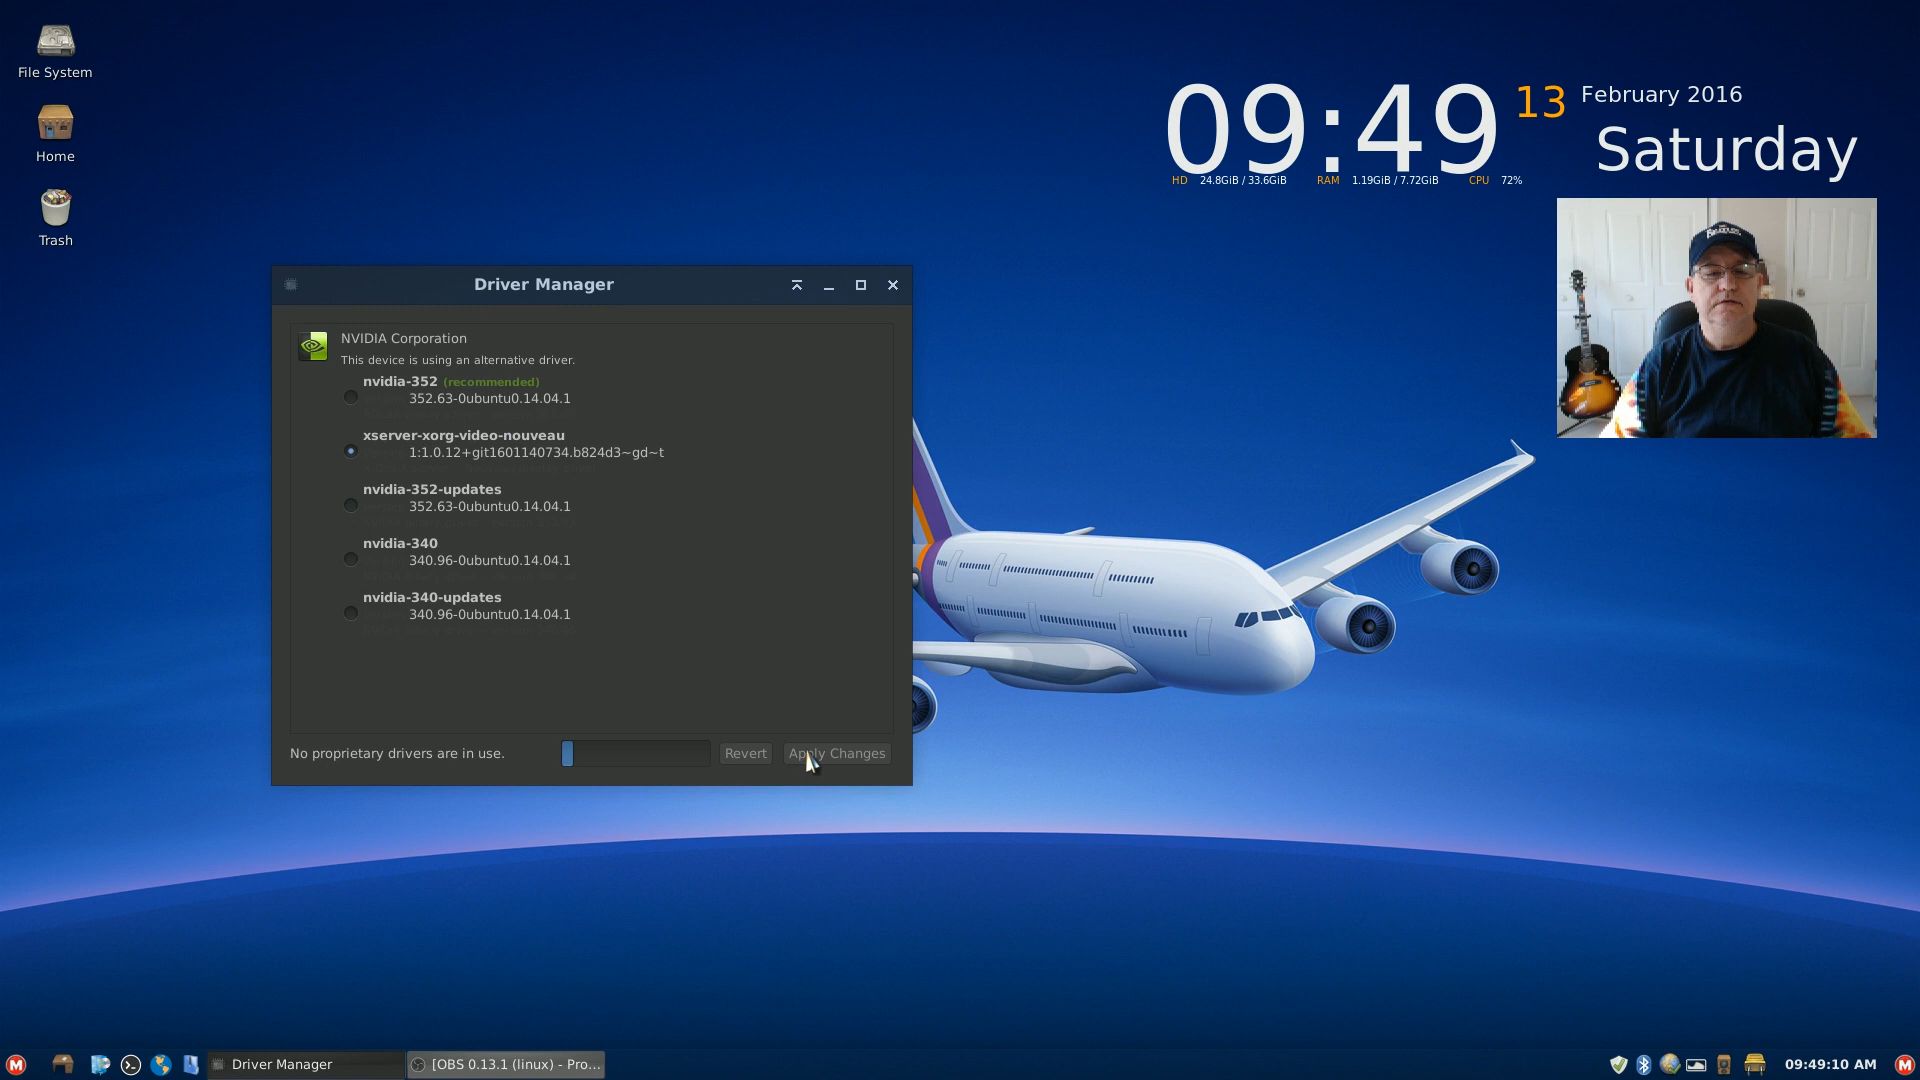 File System
Home
Trash
09:49
13
February 2016
Saturday
HD 24.8GiB / 33.6GiB RAM 1.19GiB / 7.72GiB CPU 72%
Driver Manager
NVIDIA Corporation
This device is using an alternative driver.
nvidia-352 (recommended)
352.63-0ubuntu0.14.04.1
xserver-xorg-video-nouveau
1:1.0.12+git1601140734.b824d3~gd~t
nvidia-352-updates
352.63-0ubuntu0.14.04.1
nvidia-340
340.96-0ubuntu0.14.04.1
nvidia-340-updates
340.96-0ubuntu0.14.04.1
No proprietary drivers are in use.
Revert
Apply Changes
Driver Manager
[OBS 0.13.1 (linux) - Pro...
09:49:10 AM